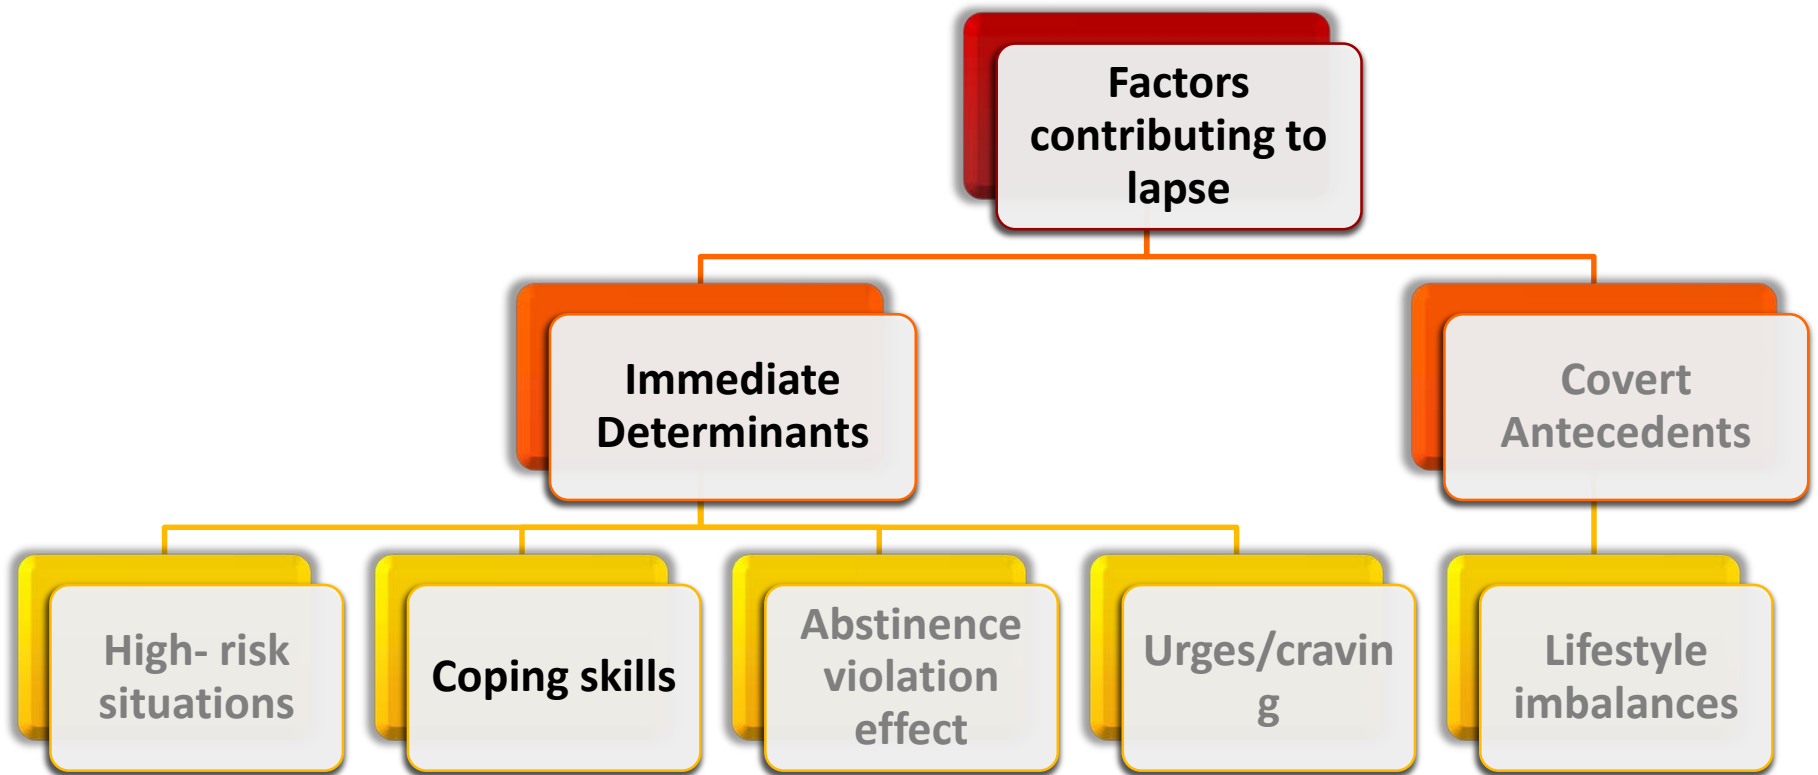 Factors
contributing to
lapse
Immediate
Determinants
Covert
Antecedents
High- risk
situations
Coping skills
Abstinence
violation
effect
Urges/cravin
g
Lifestyle
imbalances